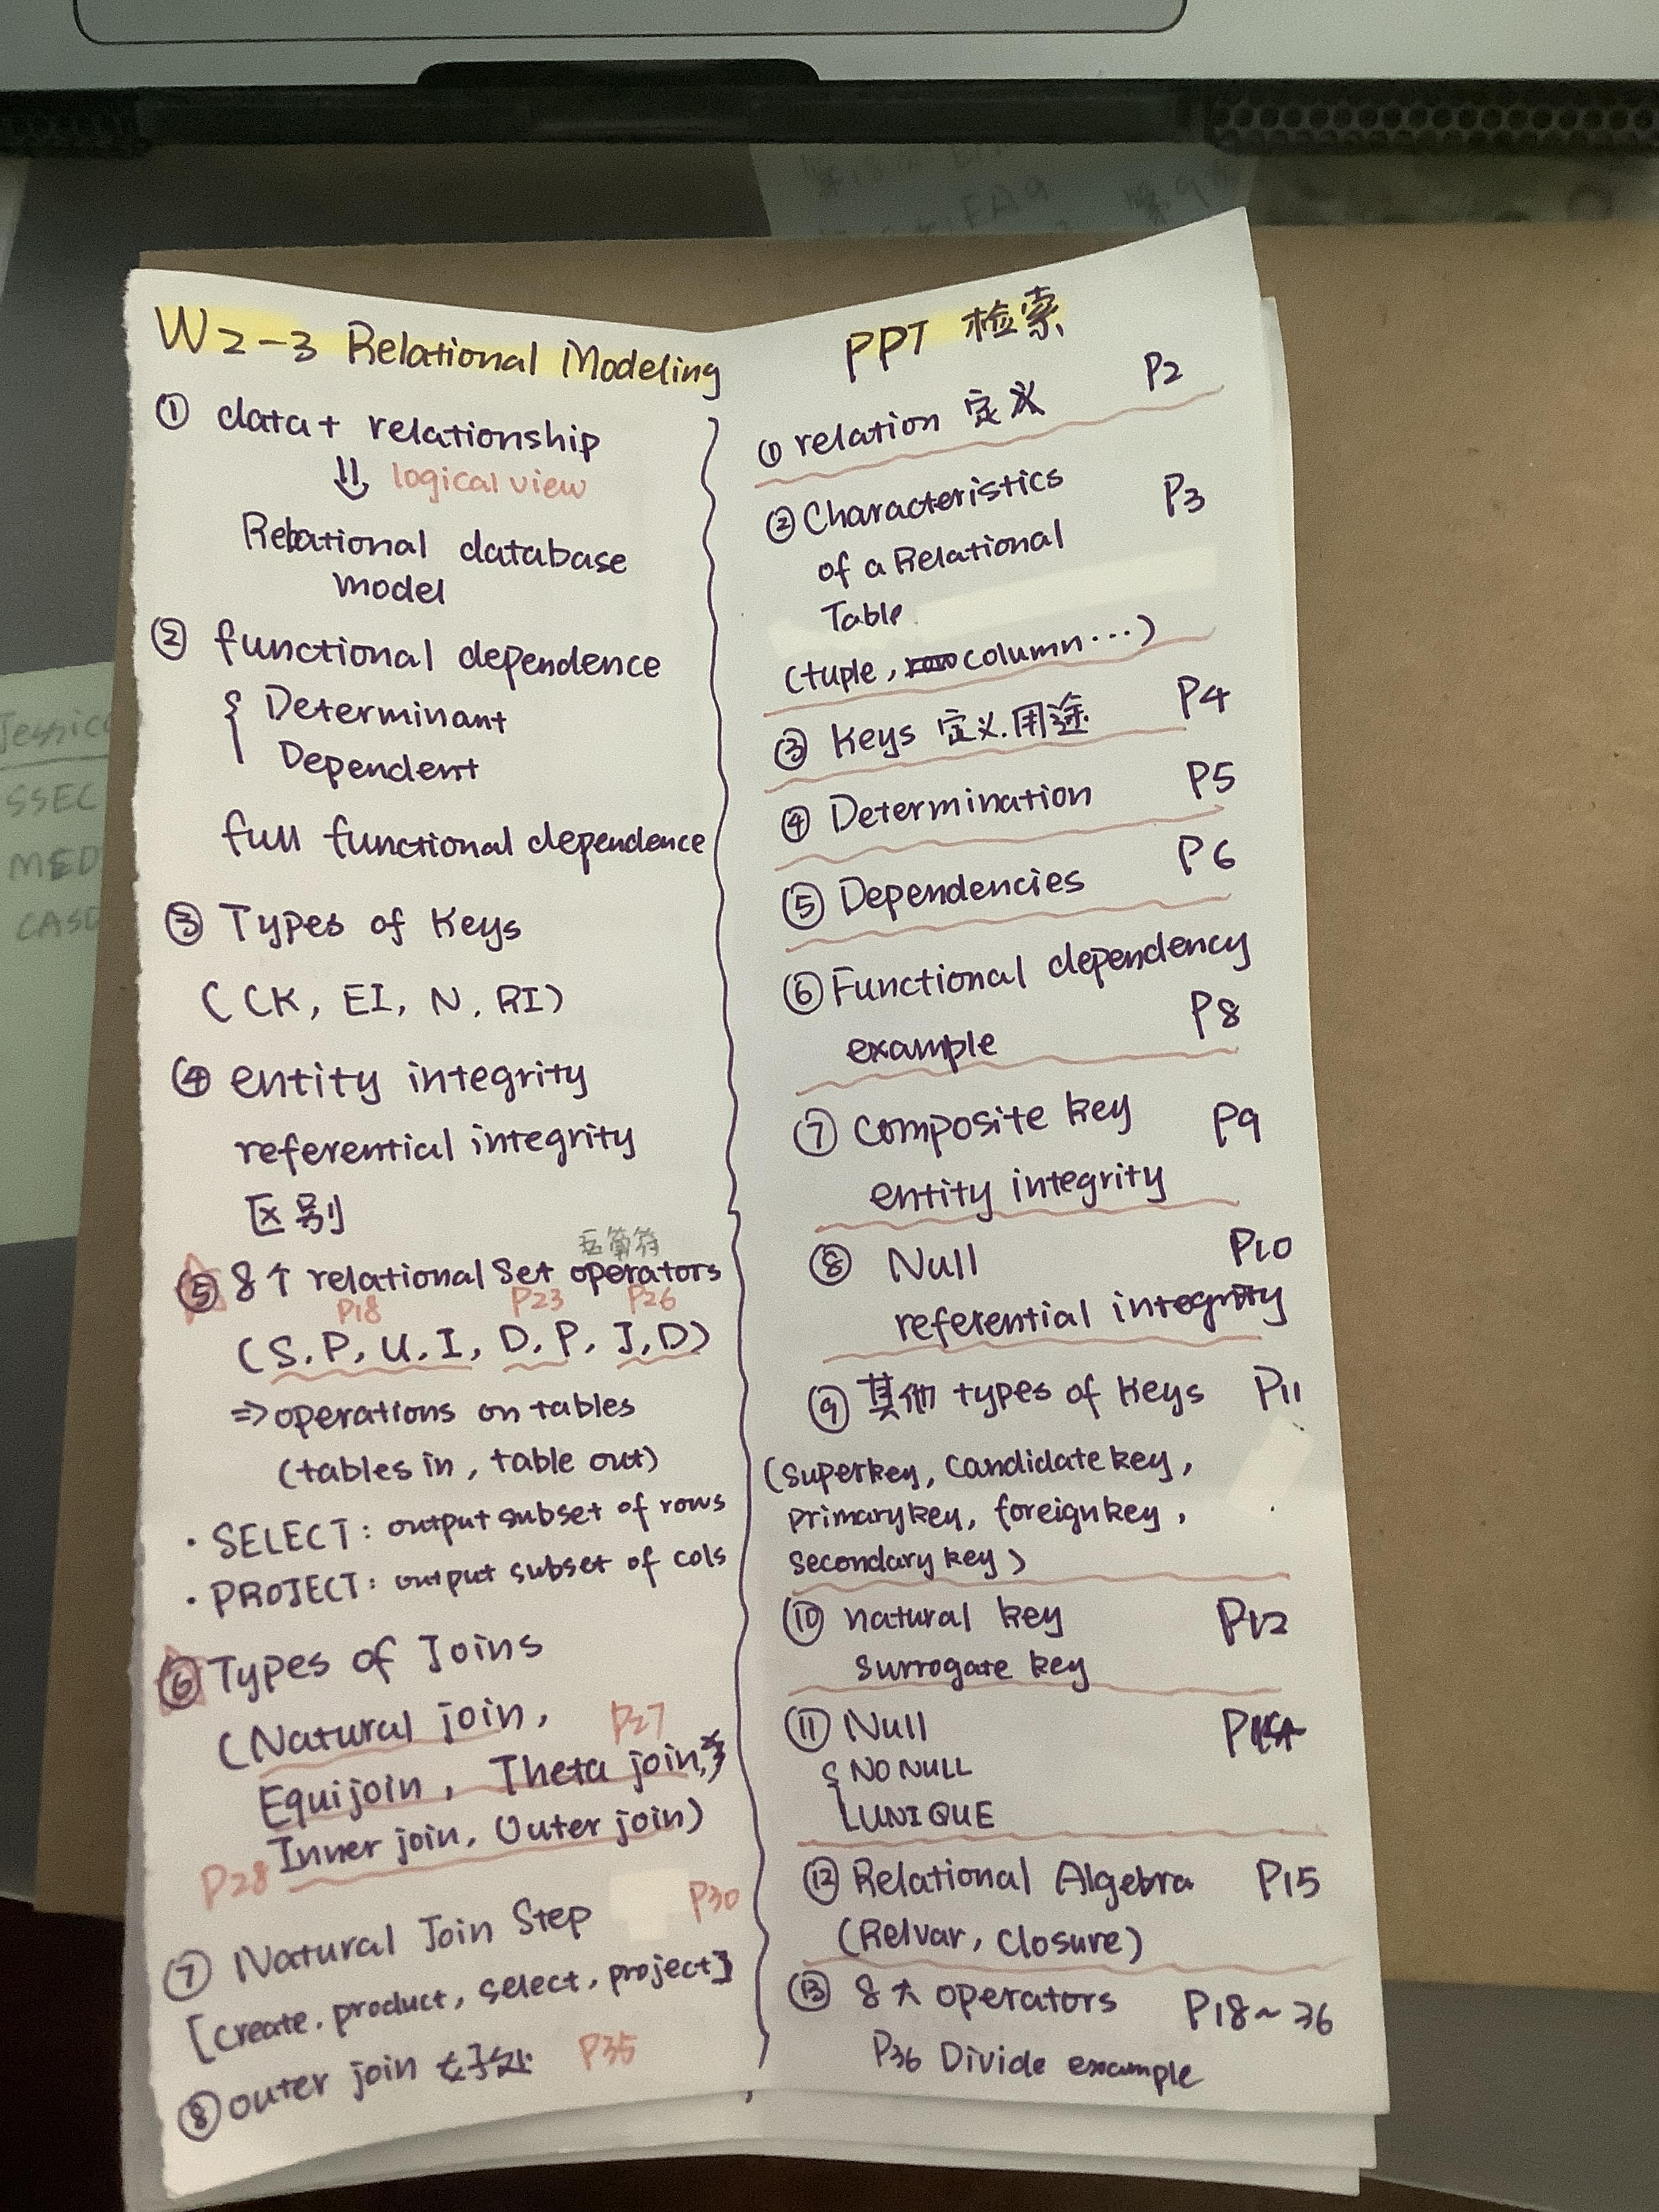 W2-3 Relational Modeling
① data+ relationship
⇓ logical view
Relational database
model
② functional dependence
Determinant
Dependent
full functional dependence
③ Types of Keys
(CK, EI, N, RI)
④ entity integrity
referential integrity
区别
运算符
⑤ 8个 relational Set operators
P18 P23 P26
(S, P, U, I, D, P, J, D)
⇒ operations on tables
(tables in, table out)
· SELECT: output subset of rows
· PROJECT: output subset of cols
⑥ Types of Joins
(Natural join, P27
Equijoin, Theta join,
Inner join, Outer join)
P28
⑦ Natural Join Step P30
[create, product, select, project]
⑧ outer join 好处 P35
PPT 检索
① relation 定义 P2
② Characteristics P3
of a Relational
Table
(tuple, column ...)
③ Keys 定义.用途 P4
④ Determination P5
⑤ Dependencies P6
⑥ Functional dependency
example P8
⑦ Composite key P9
entity integrity
⑧ Null P10
referential integrity
⑨ 其他 types of Keys P11
(Superkey, Candidate key,
primary key, foreign key,
secondary key)
⑩ natural key P12
surrogate key
⑪ Null
NO NULL
UNIQUE
⑫ Relational Algebra P15
(Relvar, Closure)
⑬ 8大 operators P18~36
P36 Divide example
Jessica
SSEC
MED
CASD